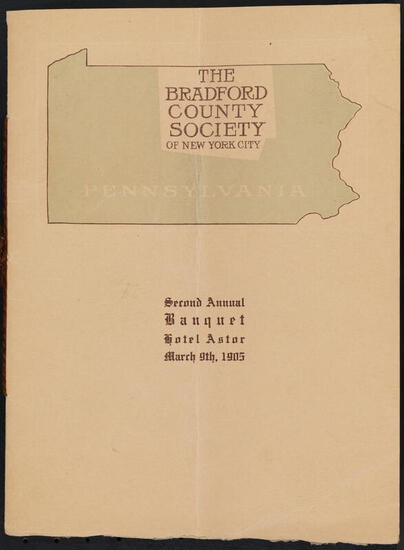 THE
BRADFORD
COUNTY
SOCIETY
OF NEW YORK CITY
PENNSYLVANIA
Second Annual
Banquet
Hotel Astor
March 9th, 1905